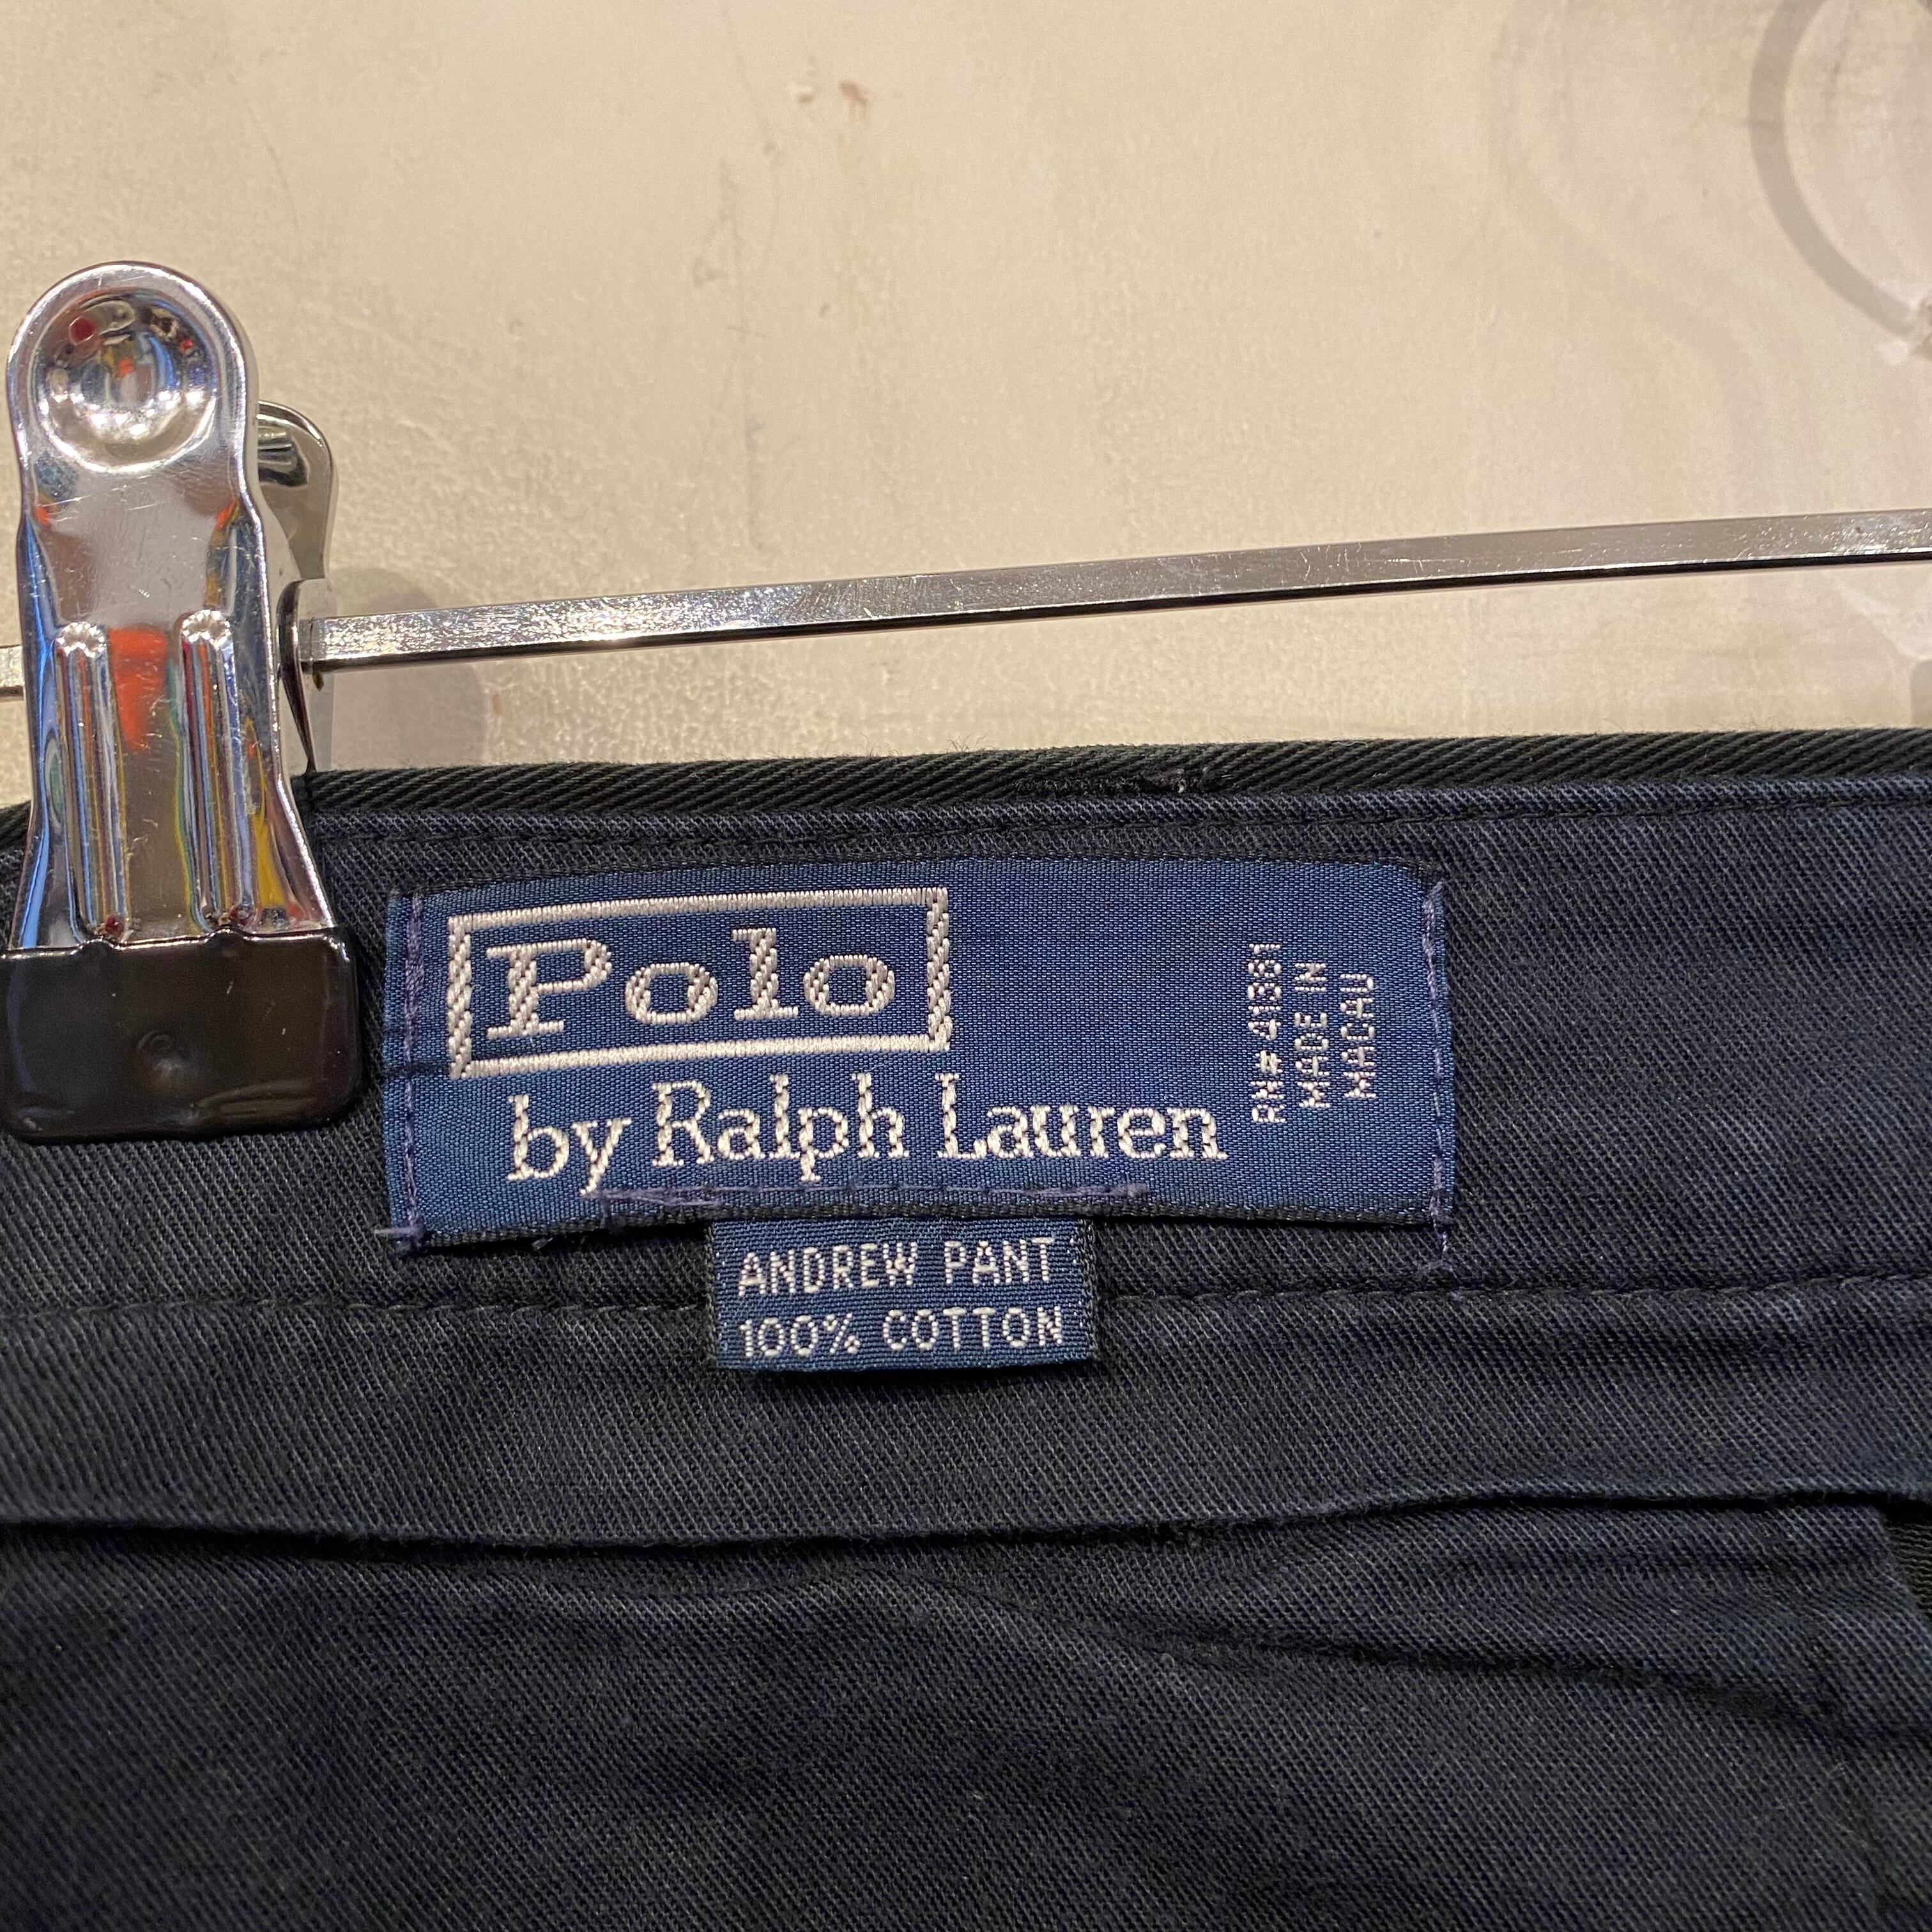 Polo
by Ralph Lauren
RN# 41381
MADE IN
MACAU
ANDREW PANT
100% COTTON